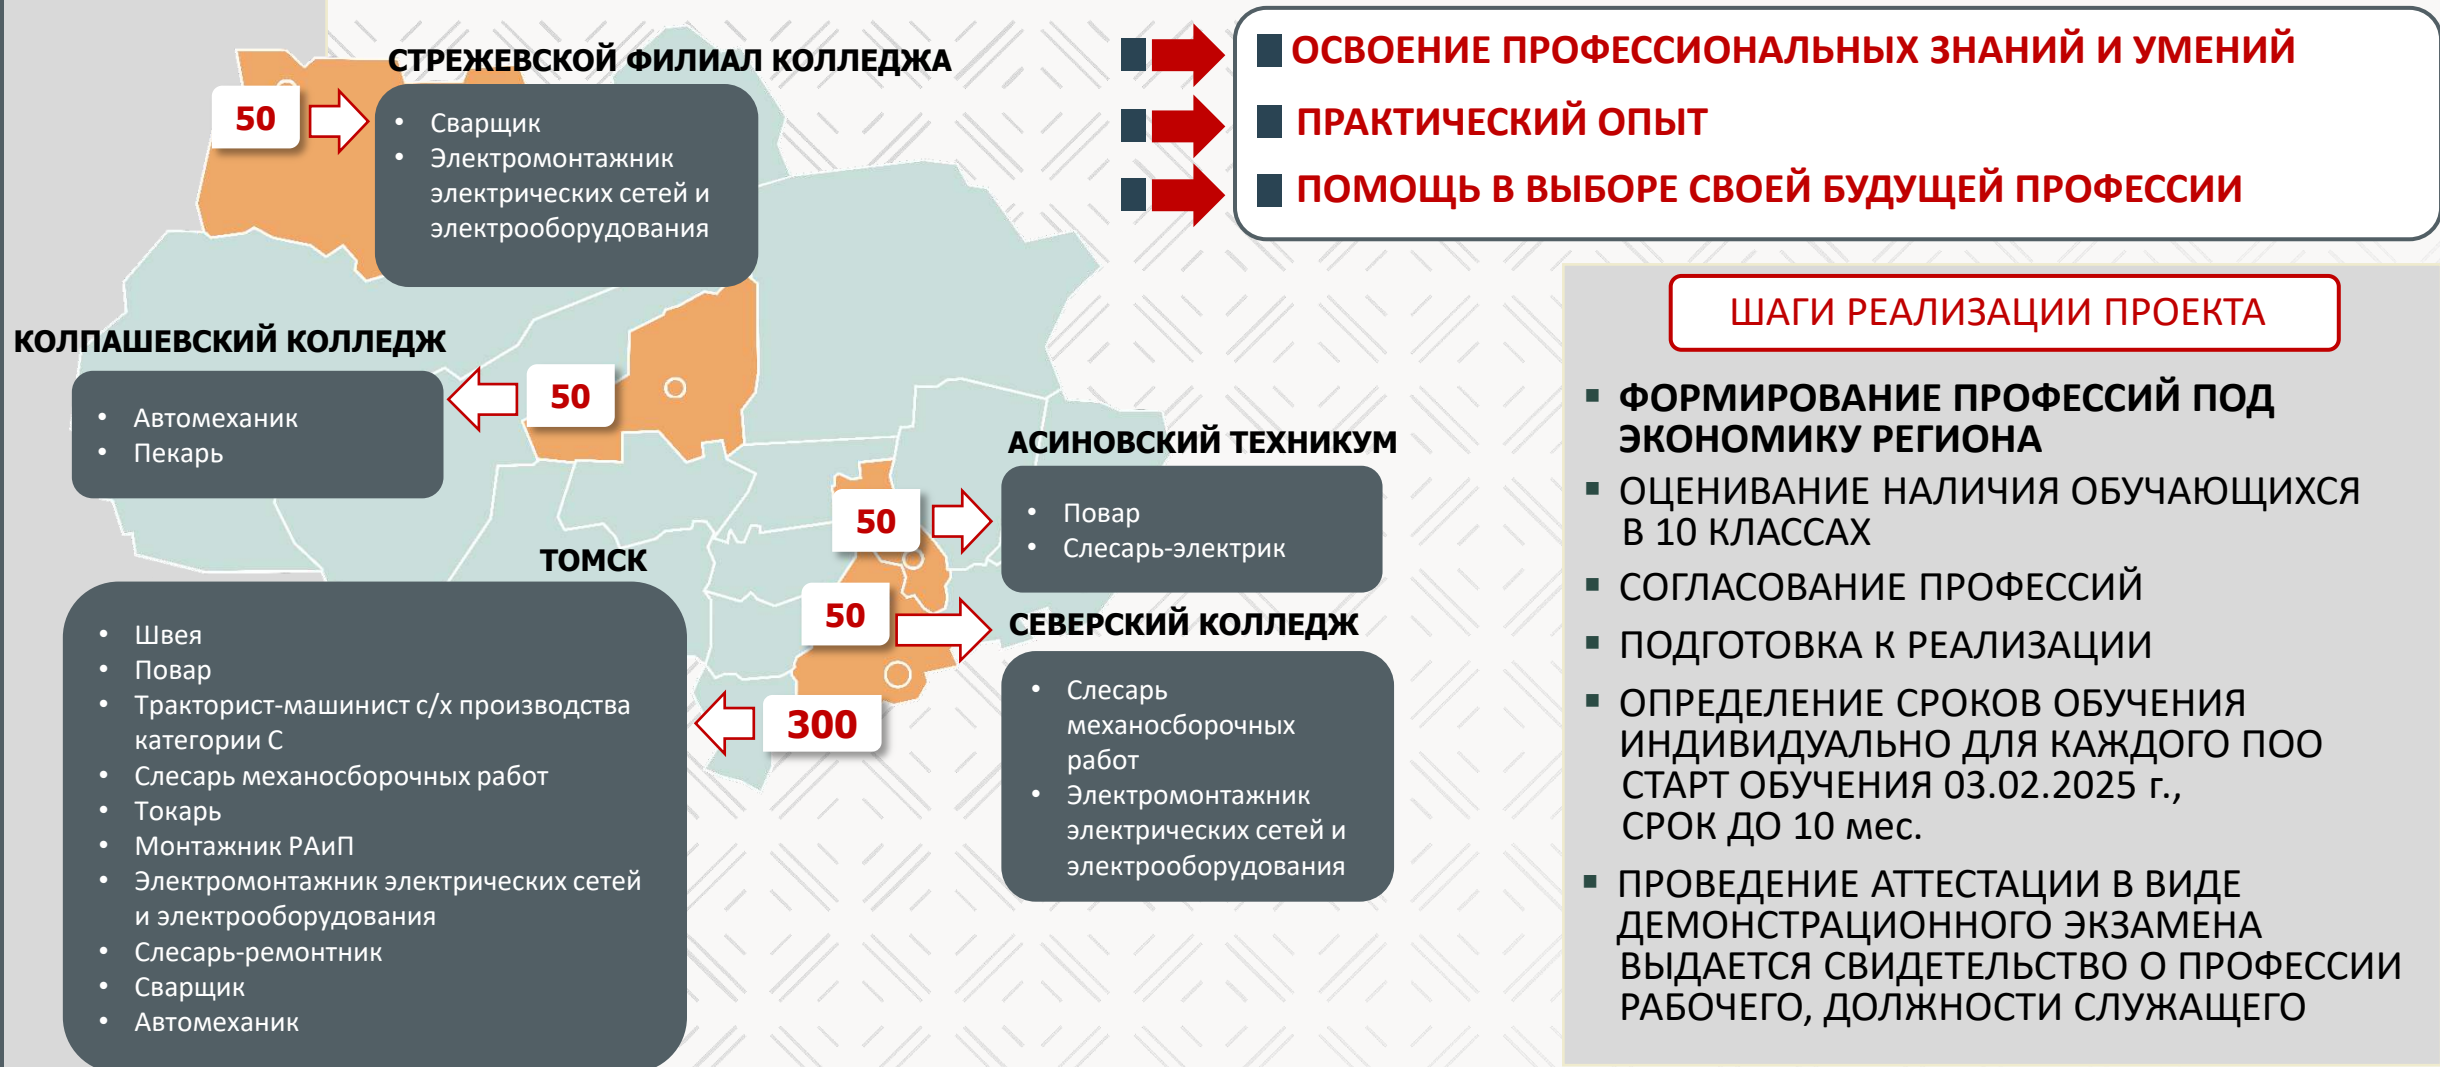 СТРЕЖЕВСКОЙ ФИЛИАЛ КОЛЛЕДЖА
50
• Сварщик
• Электромонтажник
электрических сетей и
электрооборудования
ОСВОЕНИЕ ПРОФЕССИОНАЛЬНЫХ ЗНАНИЙ И УМЕНИЙ
ПРАКТИЧЕСКИЙ ОПЫТ
ПОМОЩЬ В ВЫБОРЕ СВОЕЙ БУДУЩЕЙ ПРОФЕССИИ
КОЛПАШЕВСКИЙ КОЛЛЕДЖ
50
• Автомеханик
• Пекарь
АСИНОВСКИЙ ТЕХНИКУМ
50
• Повар
• Слесарь-электрик
СЕВЕРСКИЙ КОЛЛЕДЖ
50
• Слесарь
механосборочных
работ
• Электромонтажник
электрических сетей и
электрооборудования
ТОМСК
300
• Швея
• Повар
• Тракторист-машинист с/х производства
категории С
• Слесарь механосборочных работ
• Токарь
• Монтажник РАиП
• Электромонтажник электрических сетей
и электрооборудования
• Слесарь-ремонтник
• Сварщик
• Автомеханик
ШАГИ РЕАЛИЗАЦИИ ПРОЕКТА
▪ ФОРМИРОВАНИЕ ПРОФЕССИЙ ПОД
ЭКОНОМИКУ РЕГИОНА
▪ ОЦЕНИВАНИЕ НАЛИЧИЯ ОБУЧАЮЩИХСЯ
В 10 КЛАССАХ
▪ СОГЛАСОВАНИЕ ПРОФЕССИЙ
▪ ПОДГОТОВКА К РЕАЛИЗАЦИИ
▪ ОПРЕДЕЛЕНИЕ СРОКОВ ОБУЧЕНИЯ
ИНДИВИДУАЛЬНО ДЛЯ КАЖДОГО ПОО
СТАРТ ОБУЧЕНИЯ 03.02.2025 г.,
СРОК ДО 10 мес.
▪ ПРОВЕДЕНИЕ АТТЕСТАЦИИ В ВИДЕ
ДЕМОНСТРАЦИОННОГО ЭКЗАМЕНА
ВЫДАЕТСЯ СВИДЕТЕЛЬСТВО О ПРОФЕССИИ
РАБОЧЕГО, ДОЛЖНОСТИ СЛУЖАЩЕГО